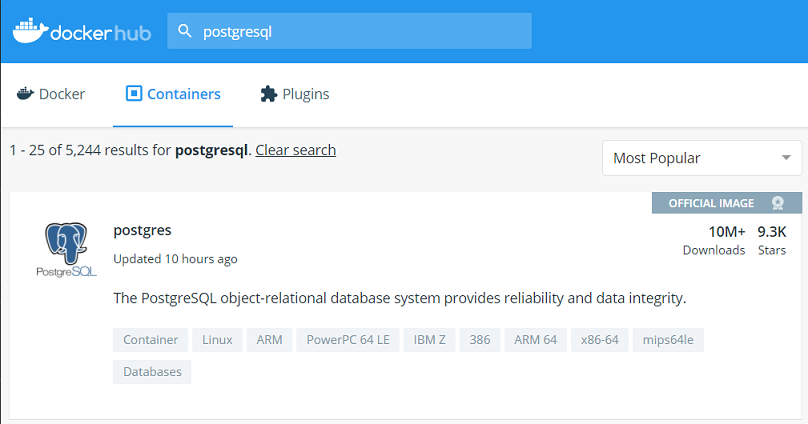 dockerhub
postgresql
Docker
Containers
Plugins
1 - 25 of 5,244 results for postgresql. Clear search
Most Popular
OFFICIAL IMAGE
PostgreSQL
postgres
Updated 10 hours ago
10M+ 9.3K
Downloads Stars
The PostgreSQL object-relational database system provides reliability and data integrity.
Container Linux ARM PowerPC 64 LE IBM Z 386 ARM 64 x86-64 mips64le
Databases